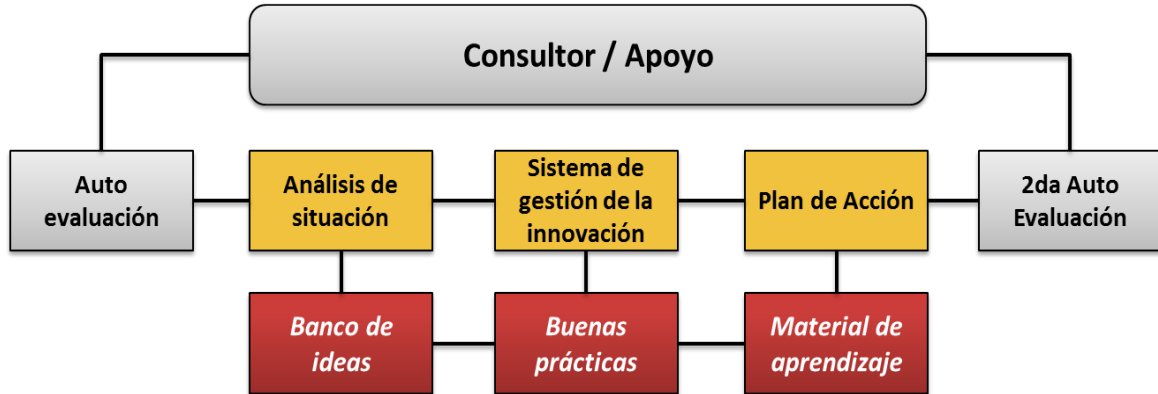 Consultor / Apoyo
Auto
evaluación
Análisis de
situación
Sistema de
gestión de la
innovación
Plan de Acción
2da Auto
Evaluación
Banco de
ideas
Buenas
prácticas
Material de
aprendizaje